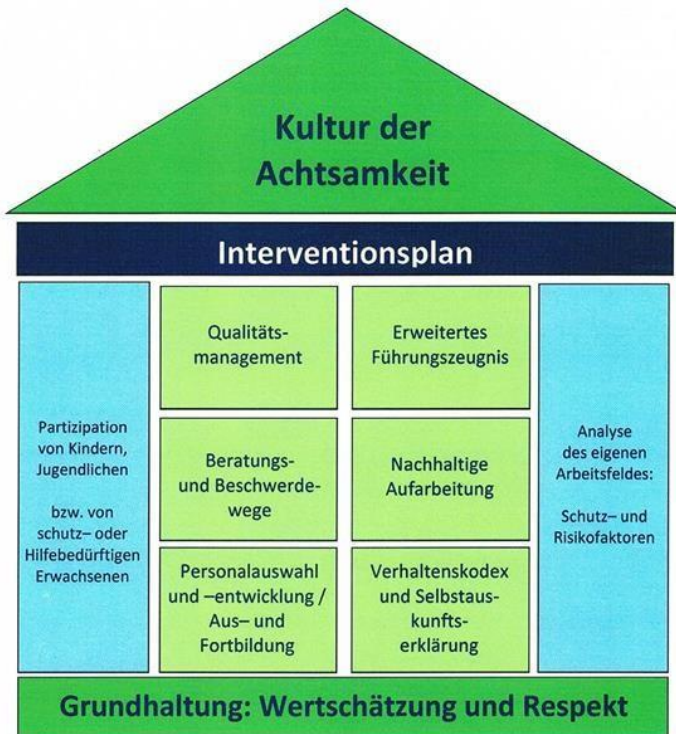 Kultur der
Achtsamkeit
Interventionsplan
Partizipation
von Kindern,
Jugendlichen
bzw. von
schutz– oder
Hilfebedürftigen
Erwachsenen
Qualitäts-
management
Erweitertes
Führungszeugnis
Beratungs-
und Beschwerde-
wege
Nachhaltige
Aufarbeitung
Personalauswahl
und –entwicklung /
Aus– und
Fortbildung
Verhaltenskodex
und Selbstaus-
kunfts-
erklärung
Analyse
des eigenen
Arbeitsfeldes:
Schutz– und
Risikofaktoren
Grundhaltung: Wertschätzung und Respekt